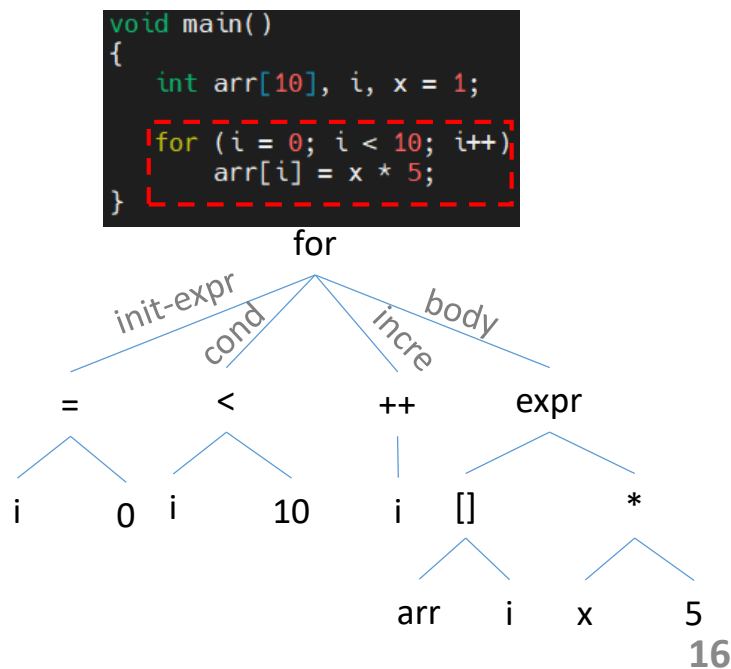 void main()
{
int arr[10], i, x = 1;
for (i = 0; i < 10; i++)
arr[i] = x * 5;
}
for
init-expr cond incre body
= < ++ expr
i 0 i 10 i [] *
arr i x 5
16